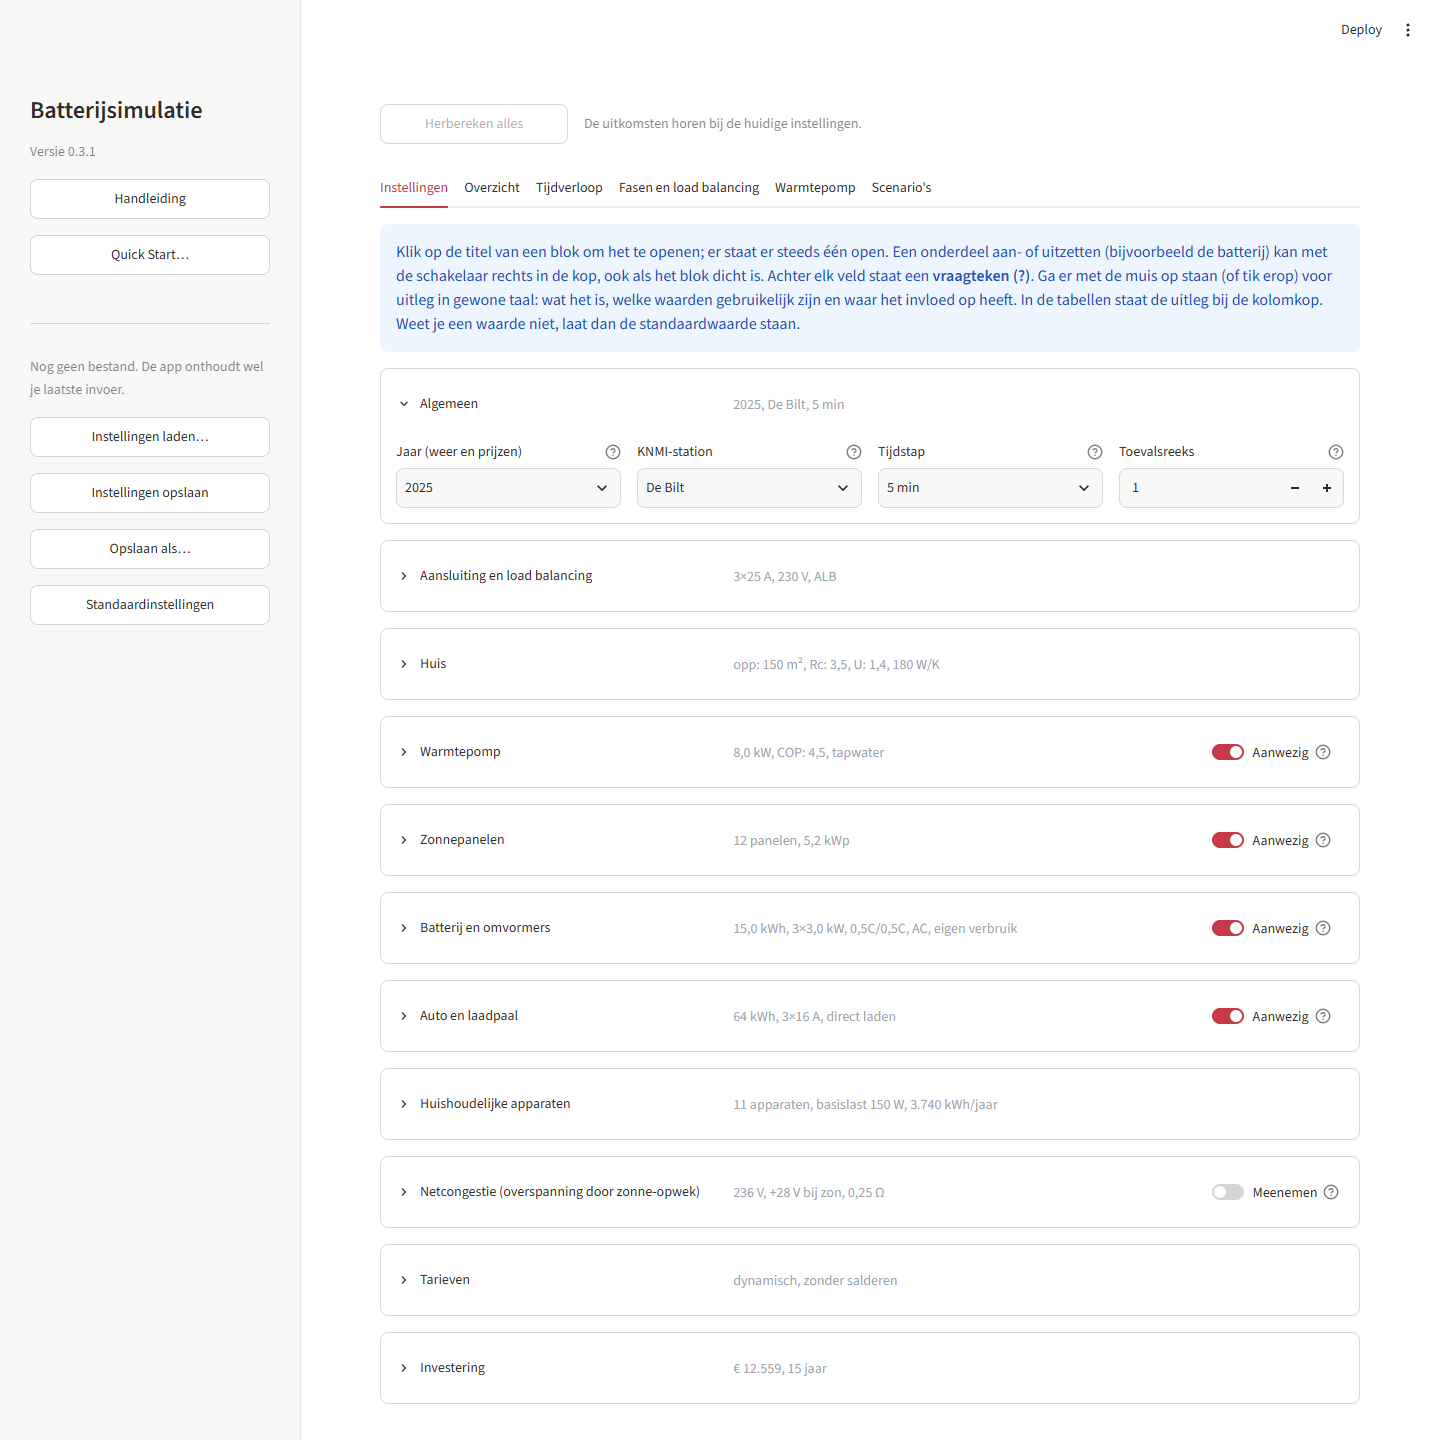 Deploy
Batterijsimulatie
Versie 0.3.1
Handleiding
Quick Start…
Nog geen bestand. De app onthoudt wel
je laatste invoer.
Instellingen laden…
Instellingen opslaan
Opslaan als…
Standaardinstellingen
Herbereken alles
De uitkomsten horen bij de huidige instellingen.
Instellingen Overzicht Tijdverloop Fasen en load balancing Warmtepomp Scenario's
Klik op de titel van een blok om het te openen; er staat er steeds één open. Een onderdeel aan- of uitzetten (bijvoorbeeld de batterij) kan met
de schakelaar rechts in de kop, ook als het blok dicht is. Achter elk veld staat een vraagteken (?). Ga er met de muis op staan (of tik erop) voor
uitleg in gewone taal: wat het is, welke waarden gebruikelijk zijn en waar het invloed op heeft. In de tabellen staat de uitleg bij de kolomkop.
Weet je een waarde niet, laat dan de standaardwaarde staan.
Algemeen 2025, De Bilt, 5 min
Jaar (weer en prijzen) KNMI-station Tijdstap Toevalsreeks
2025 De Bilt 5 min 1
Aansluiting en load balancing 3×25 A, 230 V, ALB
Huis opp: 150 m², Rc: 3,5, U: 1,4, 180 W/K
Warmtepomp 8,0 kW, COP: 4,5, tapwater Aanwezig
Zonnepanelen 12 panelen, 5,2 kWp Aanwezig
Batterij en omvormers 15,0 kWh, 3×3,0 kW, 0,5C/0,5C, AC, eigen verbruik Aanwezig
Auto en laadpaal 64 kWh, 3×16 A, direct laden Aanwezig
Huishoudelijke apparaten 11 apparaten, basislast 150 W, 3.740 kWh/jaar
Netcongestie (overspanning door zonne-opwek) 236 V, +28 V bij zon, 0,25 Ω Meenemen
Tarieven dynamisch, zonder salderen
Investering € 12.559, 15 jaar